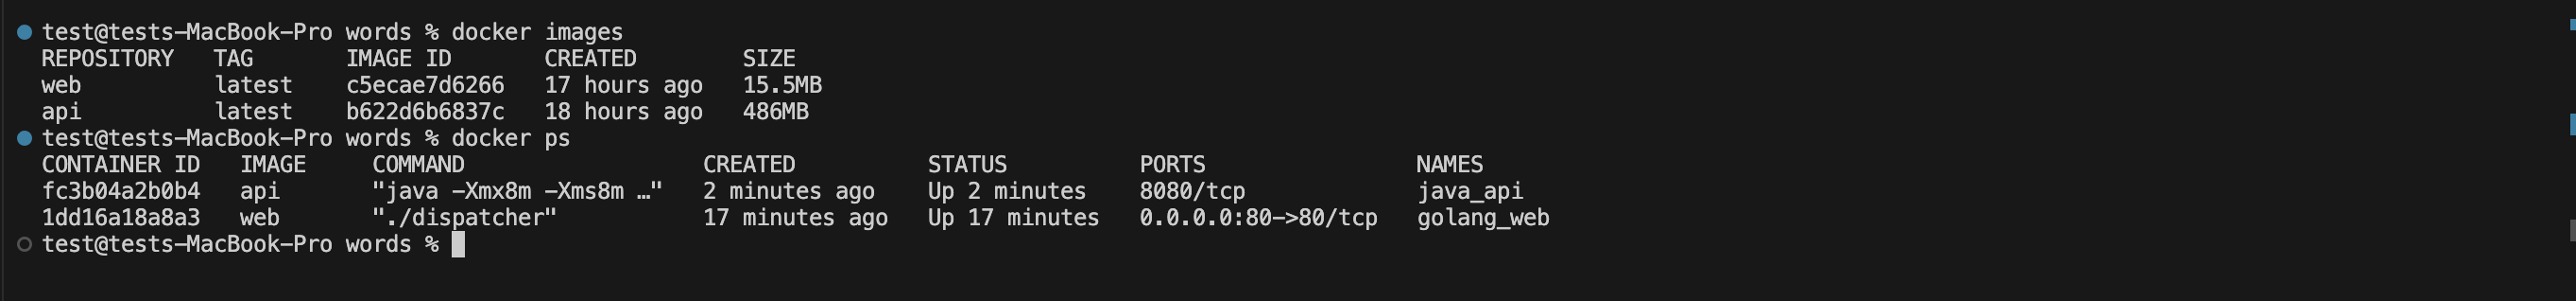 test@tests-MacBook-Pro words % docker images
REPOSITORY TAG IMAGE ID CREATED SIZE
web latest c5ecae7d6266 17 hours ago 15.5MB
api latest b622d6b6837c 18 hours ago 486MB
test@tests-MacBook-Pro words % docker ps
CONTAINER ID IMAGE COMMAND CREATED STATUS PORTS NAMES
fc3b04a2b0b4 api "java -Xmx8m -Xms8m …" 2 minutes ago Up 2 minutes 8080/tcp java_api
1dd16a18a8a3 web "./dispatcher" 17 minutes ago Up 17 minutes 0.0.0.0:80->80/tcp golang_web
test@tests-MacBook-Pro words %